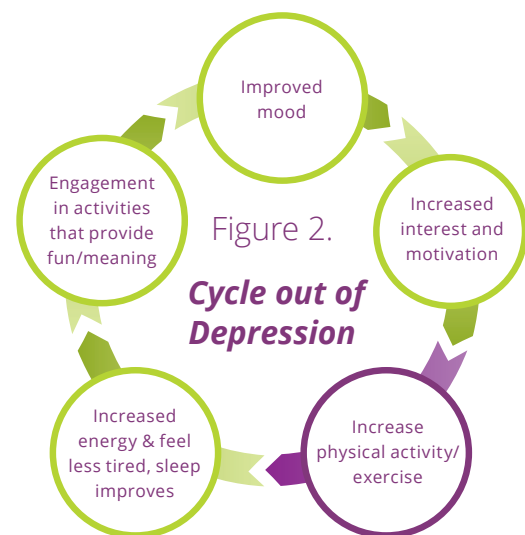 Improved
mood
Increased
interest and
motivation
Increase
physical activity/
exercise
Increased
energy & feel
less tired, sleep
improves
Engagement
in activities
that provide
fun/meaning
Figure 2.
Cycle out of
Depression